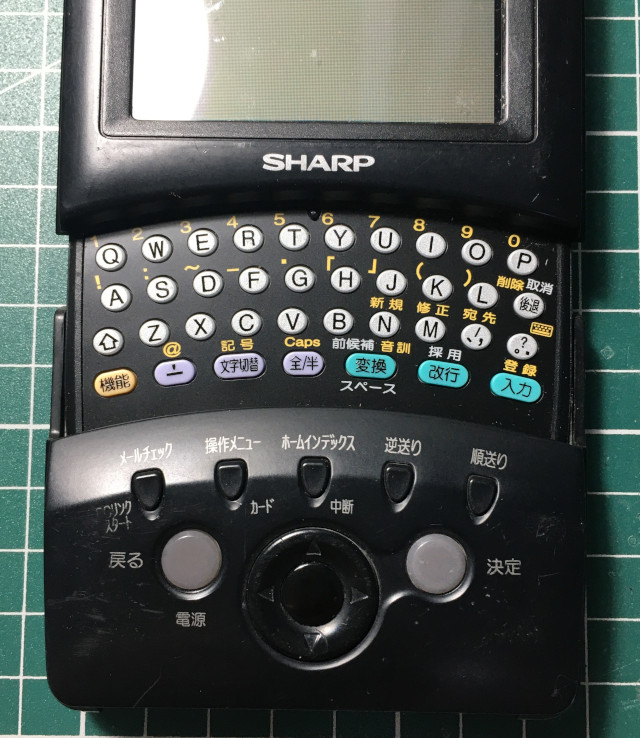 SHARP
1 2 3 4 5 6 7 8 9 0
Q W E R T Y U I O P
! : ~ － ・ 「 」 ( ) 削除 取消
A S D F G H J K L 後退
新規 修正 宛先
Z X C V B N M ., ?
@ 記号 Caps 前候補 音訓 採用 登録
機能 ー 文字切替 全/半 変換 改行 入力
スペース
メールチェック 操作メニュー ホームインデックス 逆送り 順送り
リンク カード 中断
スタート
戻る 決定
電源